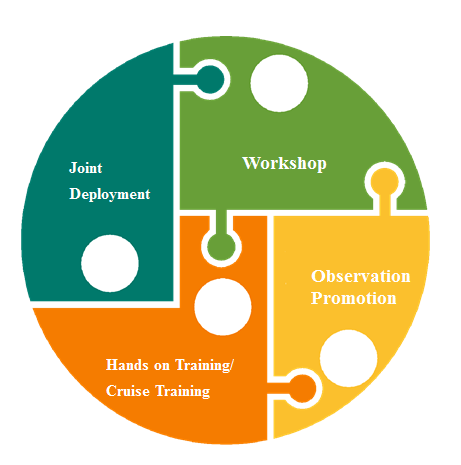 Joint
Deployment
Workshop
Observation
Promotion
Hands on Training/
Cruise Training